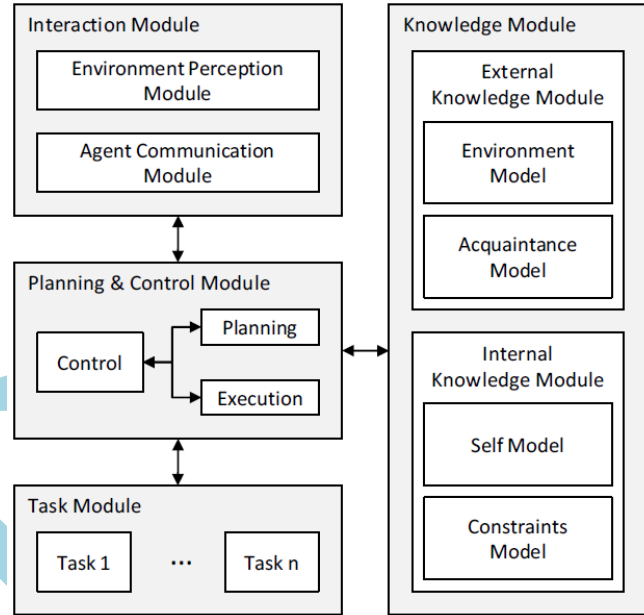 Interaction Module
Environment Perception
Module
Agent Communication
Module
Planning & Control Module
Control
Planning
Execution
Task Module
Task 1
...
Task n
Knowledge Module
External
Knowledge Module
Environment
Model
Acquaintance
Model
Internal
Knowledge Module
Self Model
Constraints
Model